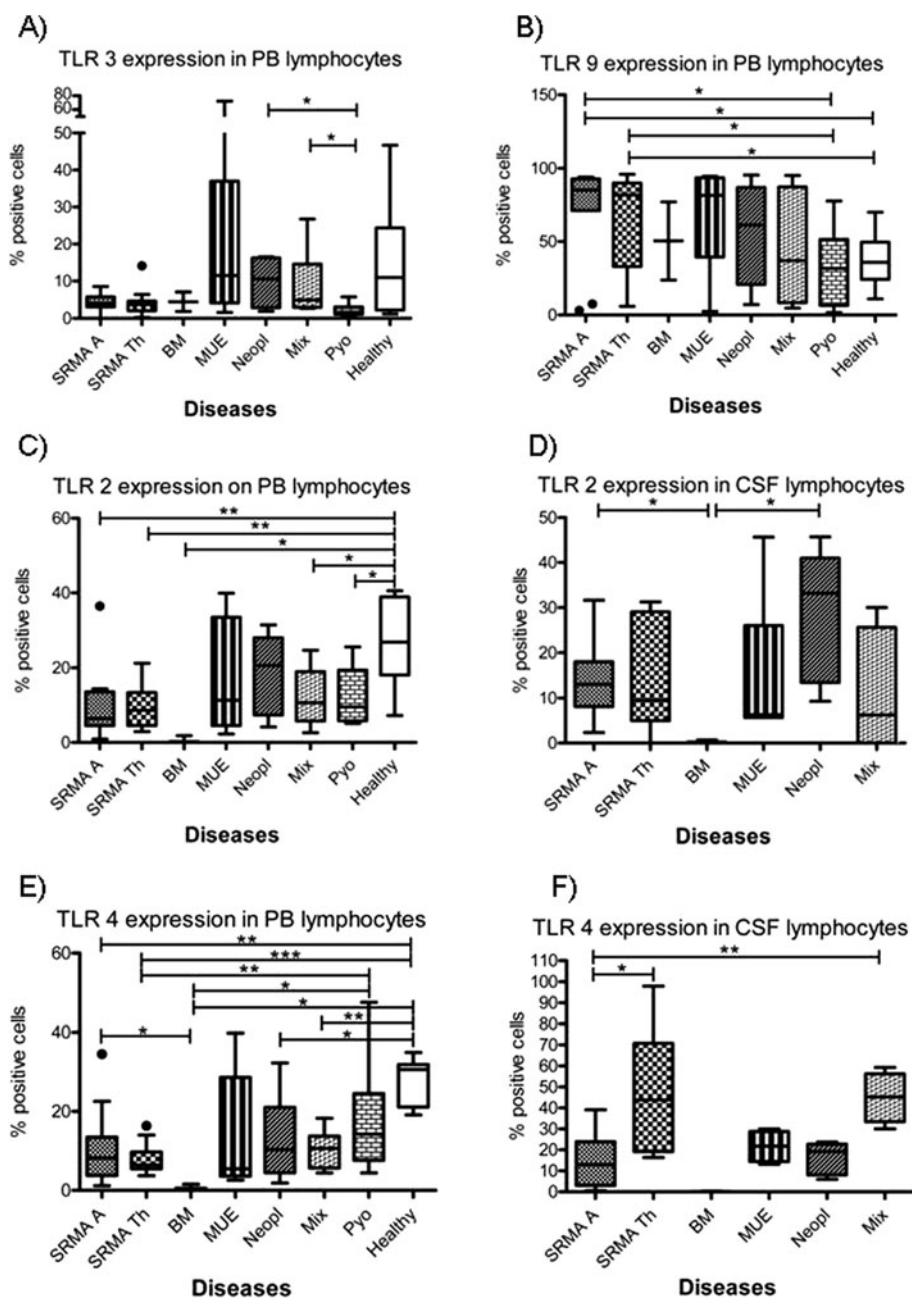 A)
TLR 3 expression in PB lymphocytes
80
60
50
40
30
20
10
0
% positive cells
*
*
SRMA A
SRMA Th
BM
MUE
Neopl
Mix
Pyo
Healthy
Diseases
B)
TLR 9 expression in PB lymphocytes
150
100
50
0
% positive cells
*
*
*
*
SRMA A
SRMA Th
BM
MUE
Neopl
Mix
Pyo
Healthy
Diseases
C)
TLR 2 expression on PB lymphocytes
60
40
20
0
% positive cells
**
**
*
*
*
SRMA A
SRMA Th
BM
MUE
Neopl
Mix
Pyo
Healthy
Diseases
D)
TLR 2 expression in CSF lymphocytes
50
40
30
20
10
0
% positive cells
*
*
SRMA A
SRMA Th
BM
MUE
Neopl
Mix
Diseases
E)
TLR 4 expression in PB lymphocytes
60
40
20
0
% positive cells
**
***
**
*
*
**
*
*
SRMA A
SRMA Th
BM
MUE
Neopl
Mix
Pyo
Healthy
Diseases
F)
TLR 4 expression in CSF lymphocytes
110
100
90
80
70
60
50
40
30
20
10
0
% positive cells
**
*
SRMA A
SRMA Th
BM
MUE
Neopl
Mix
Diseases